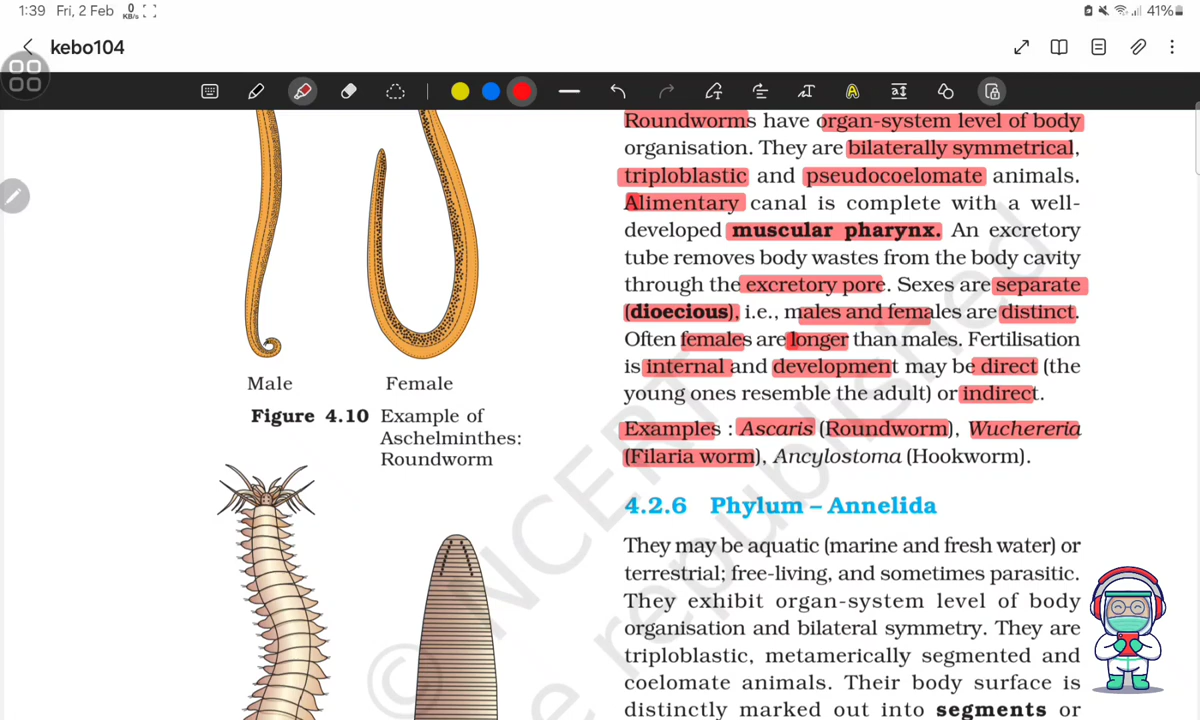 1:39 Fri, 2 Feb 0 KB/s 41%
kebo104
Roundworms have organ-system level of body
organisation. They are bilaterally symmetrical,
triploblastic and pseudocoelomate animals.
Alimentary canal is complete with a well-
developed muscular pharynx. An excretory
tube removes body wastes from the body cavity
through the excretory pore. Sexes are separate
(dioecious), i.e., males and females are distinct.
Often females are longer than males. Fertilisation
is internal and development may be direct (the
young ones resemble the adult) or indirect.
Examples : Ascaris (Roundworm), Wuchereria
(Filaria worm), Ancylostoma (Hookworm).
Male Female
Figure 4.10 Example of
Aschelminthes:
Roundworm
4.2.6 Phylum – Annelida
They may be aquatic (marine and fresh water) or
terrestrial; free-living, and sometimes parasitic.
They exhibit organ-system level of body
organisation and bilateral symmetry. They are
triploblastic, metamerically segmented and
coelomate animals. Their body surface is
distinctly marked out into segments or
© NCERT
be republished